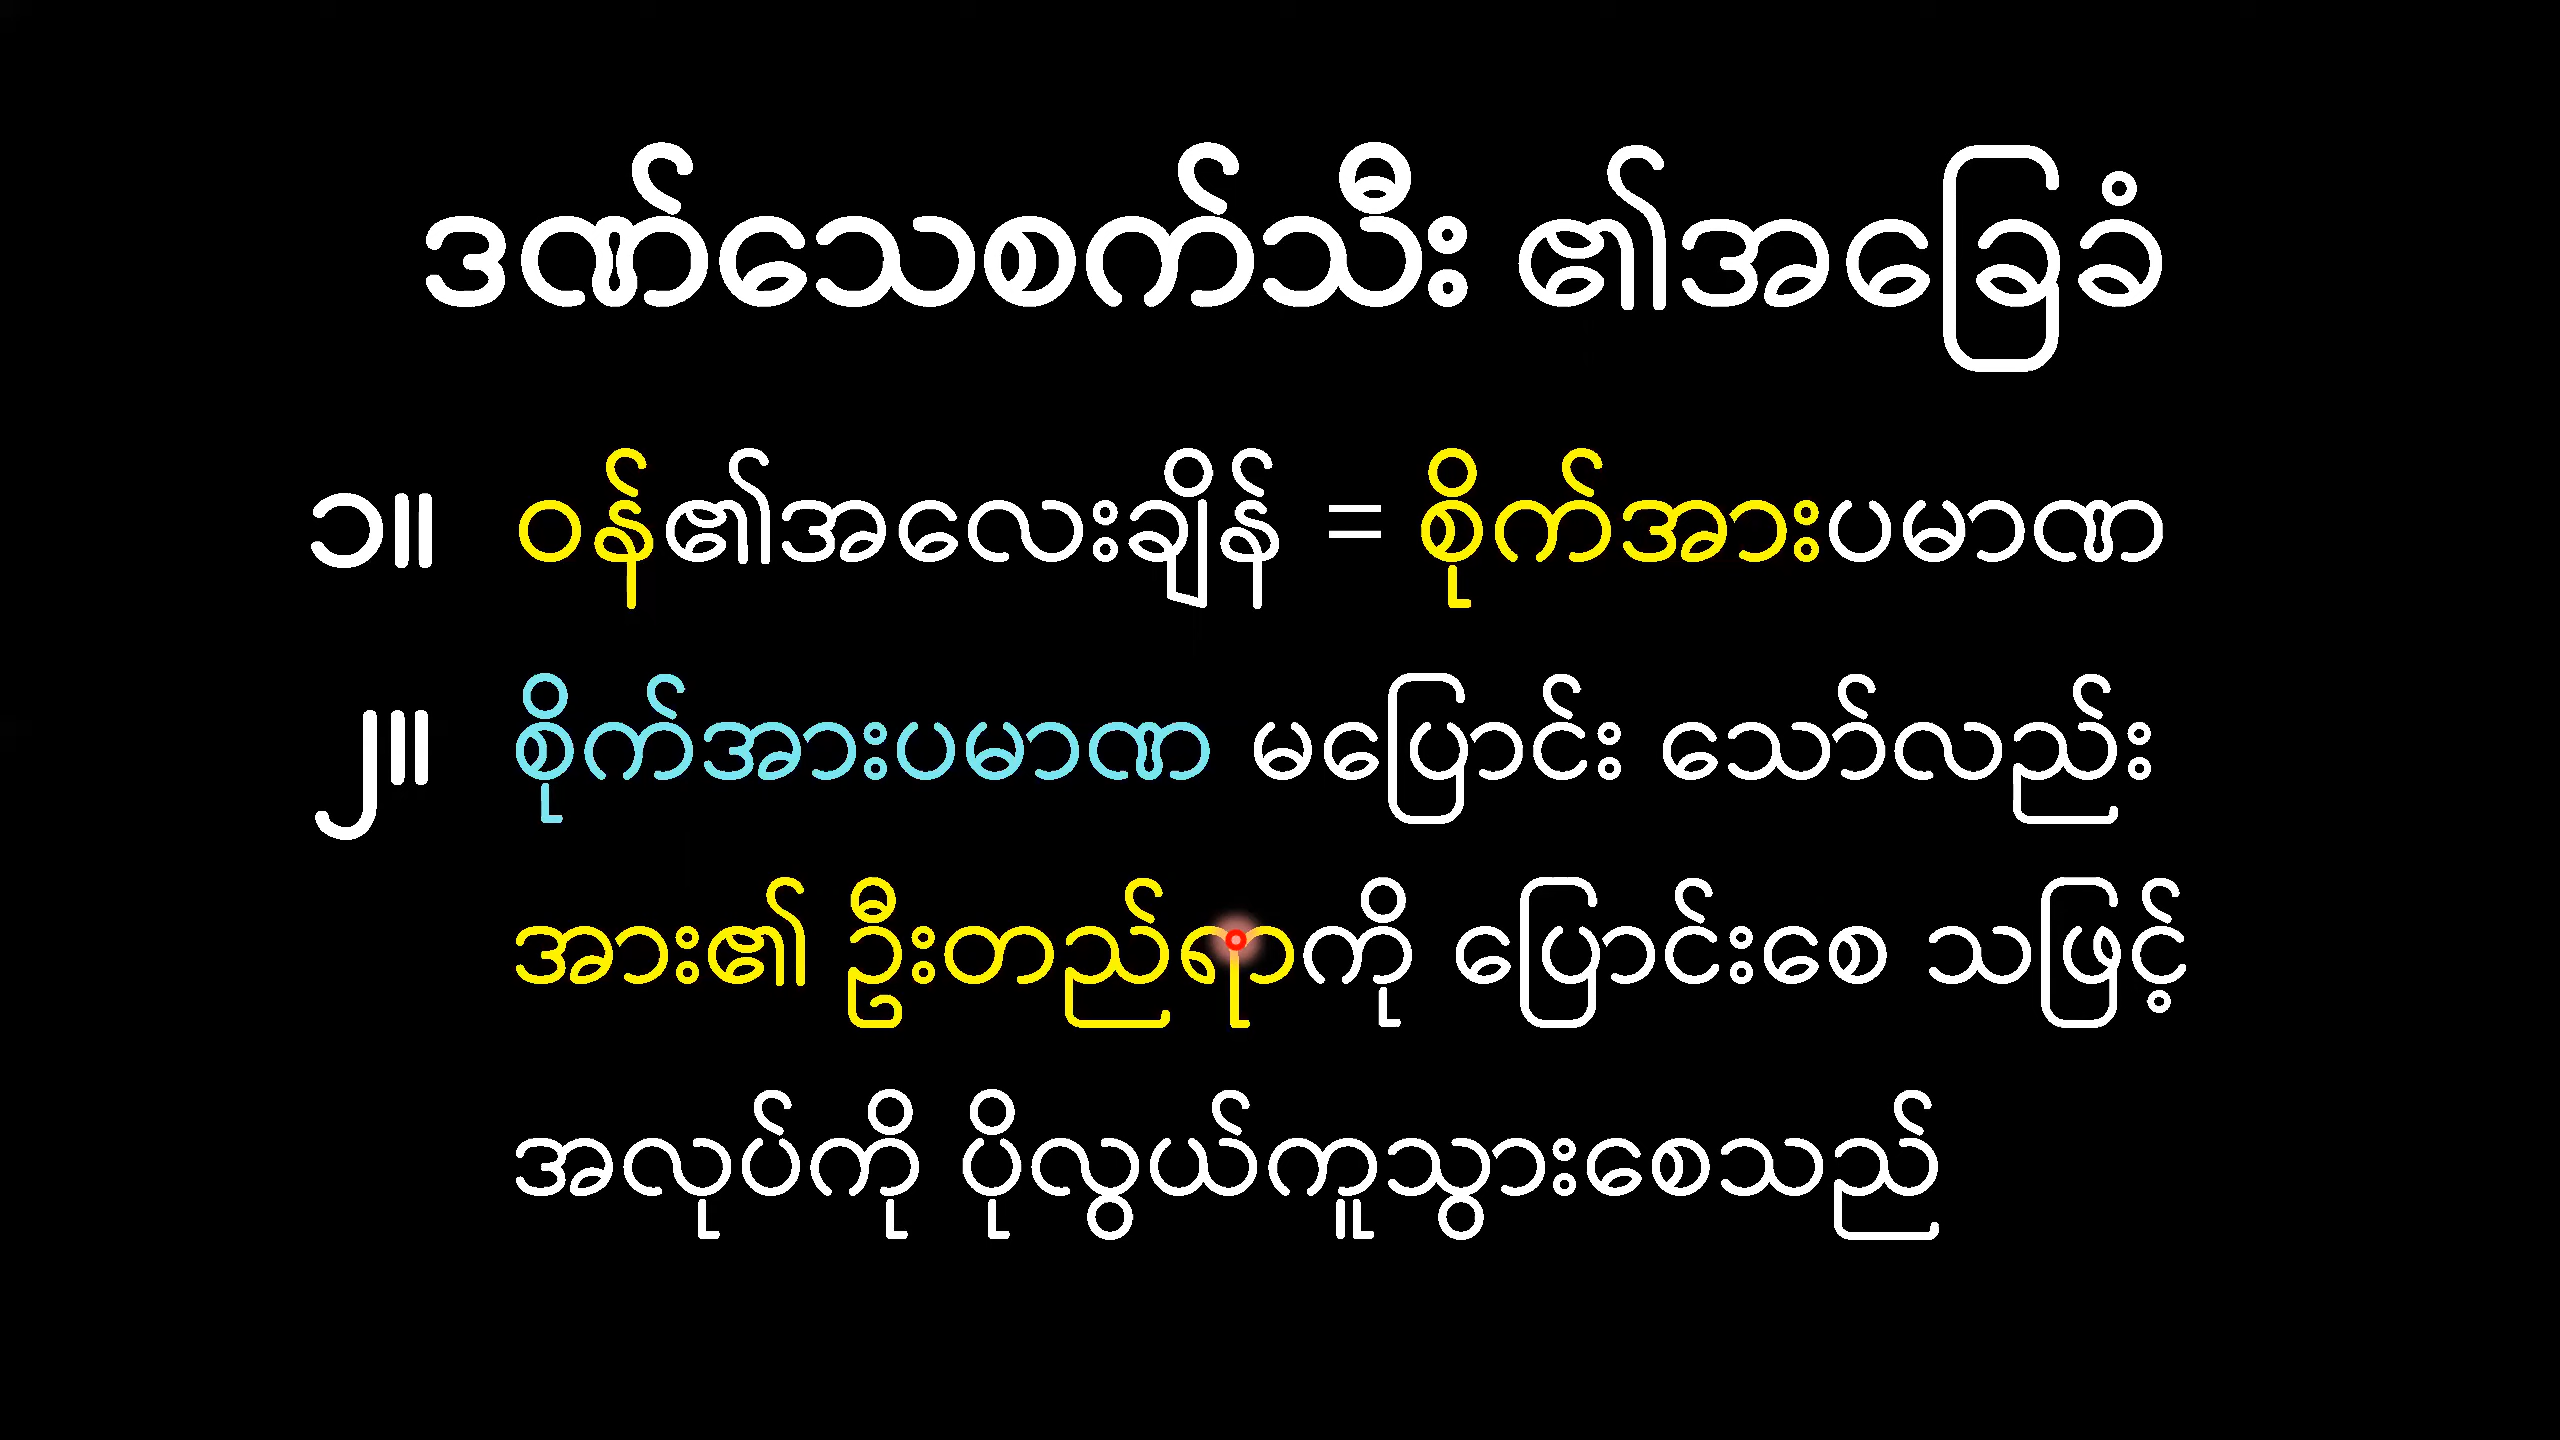 ဒဏ်သေစက်သီး ၏အခြေခံ
၁။ ဝန်၏အလေးချိန် = စိုက်အားပမာဏ
၂။ စိုက်အားပမာဏ မပြောင်း သော်လည်း
အား၏ ဦးတည်ရာကို ပြောင်းစေ သဖြင့်
အလုပ်ကို ပိုလွယ်ကူသွားစေသည်